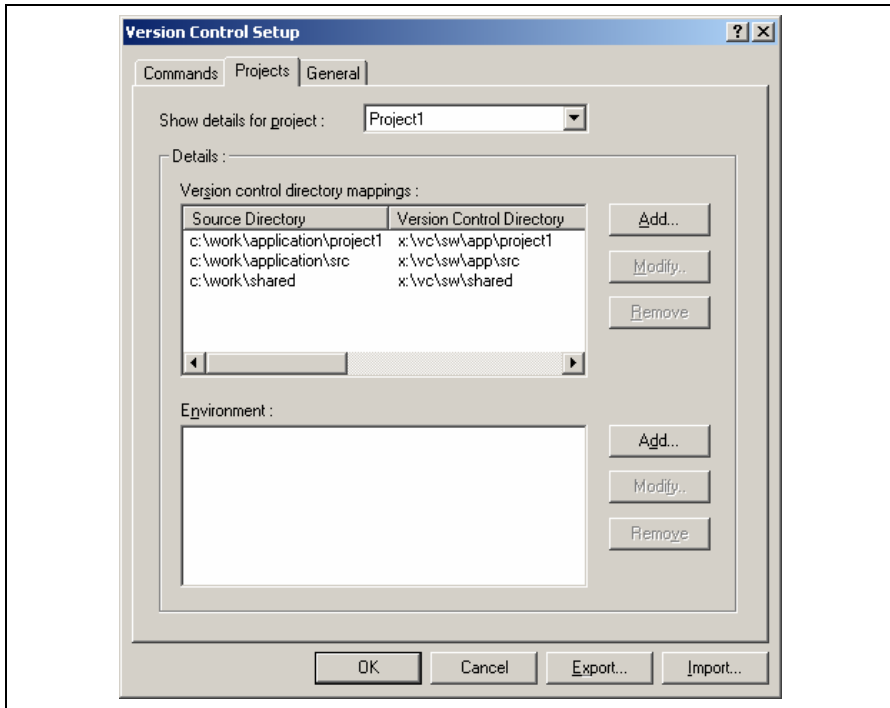 Version Control Setup
Commands Projects General
Show details for project : Project1
Details :
Version control directory mappings :
Source Directory Version Control Directory
c:\work\application\project1 x:\vc\sw\app\project1
c:\work\application\src x:\vc\sw\app\src
c:\work\shared x:\vc\sw\shared
Add...
Modify..
Remove
Environment :
Add...
Modify..
Remove
OK Cancel Export... Import...